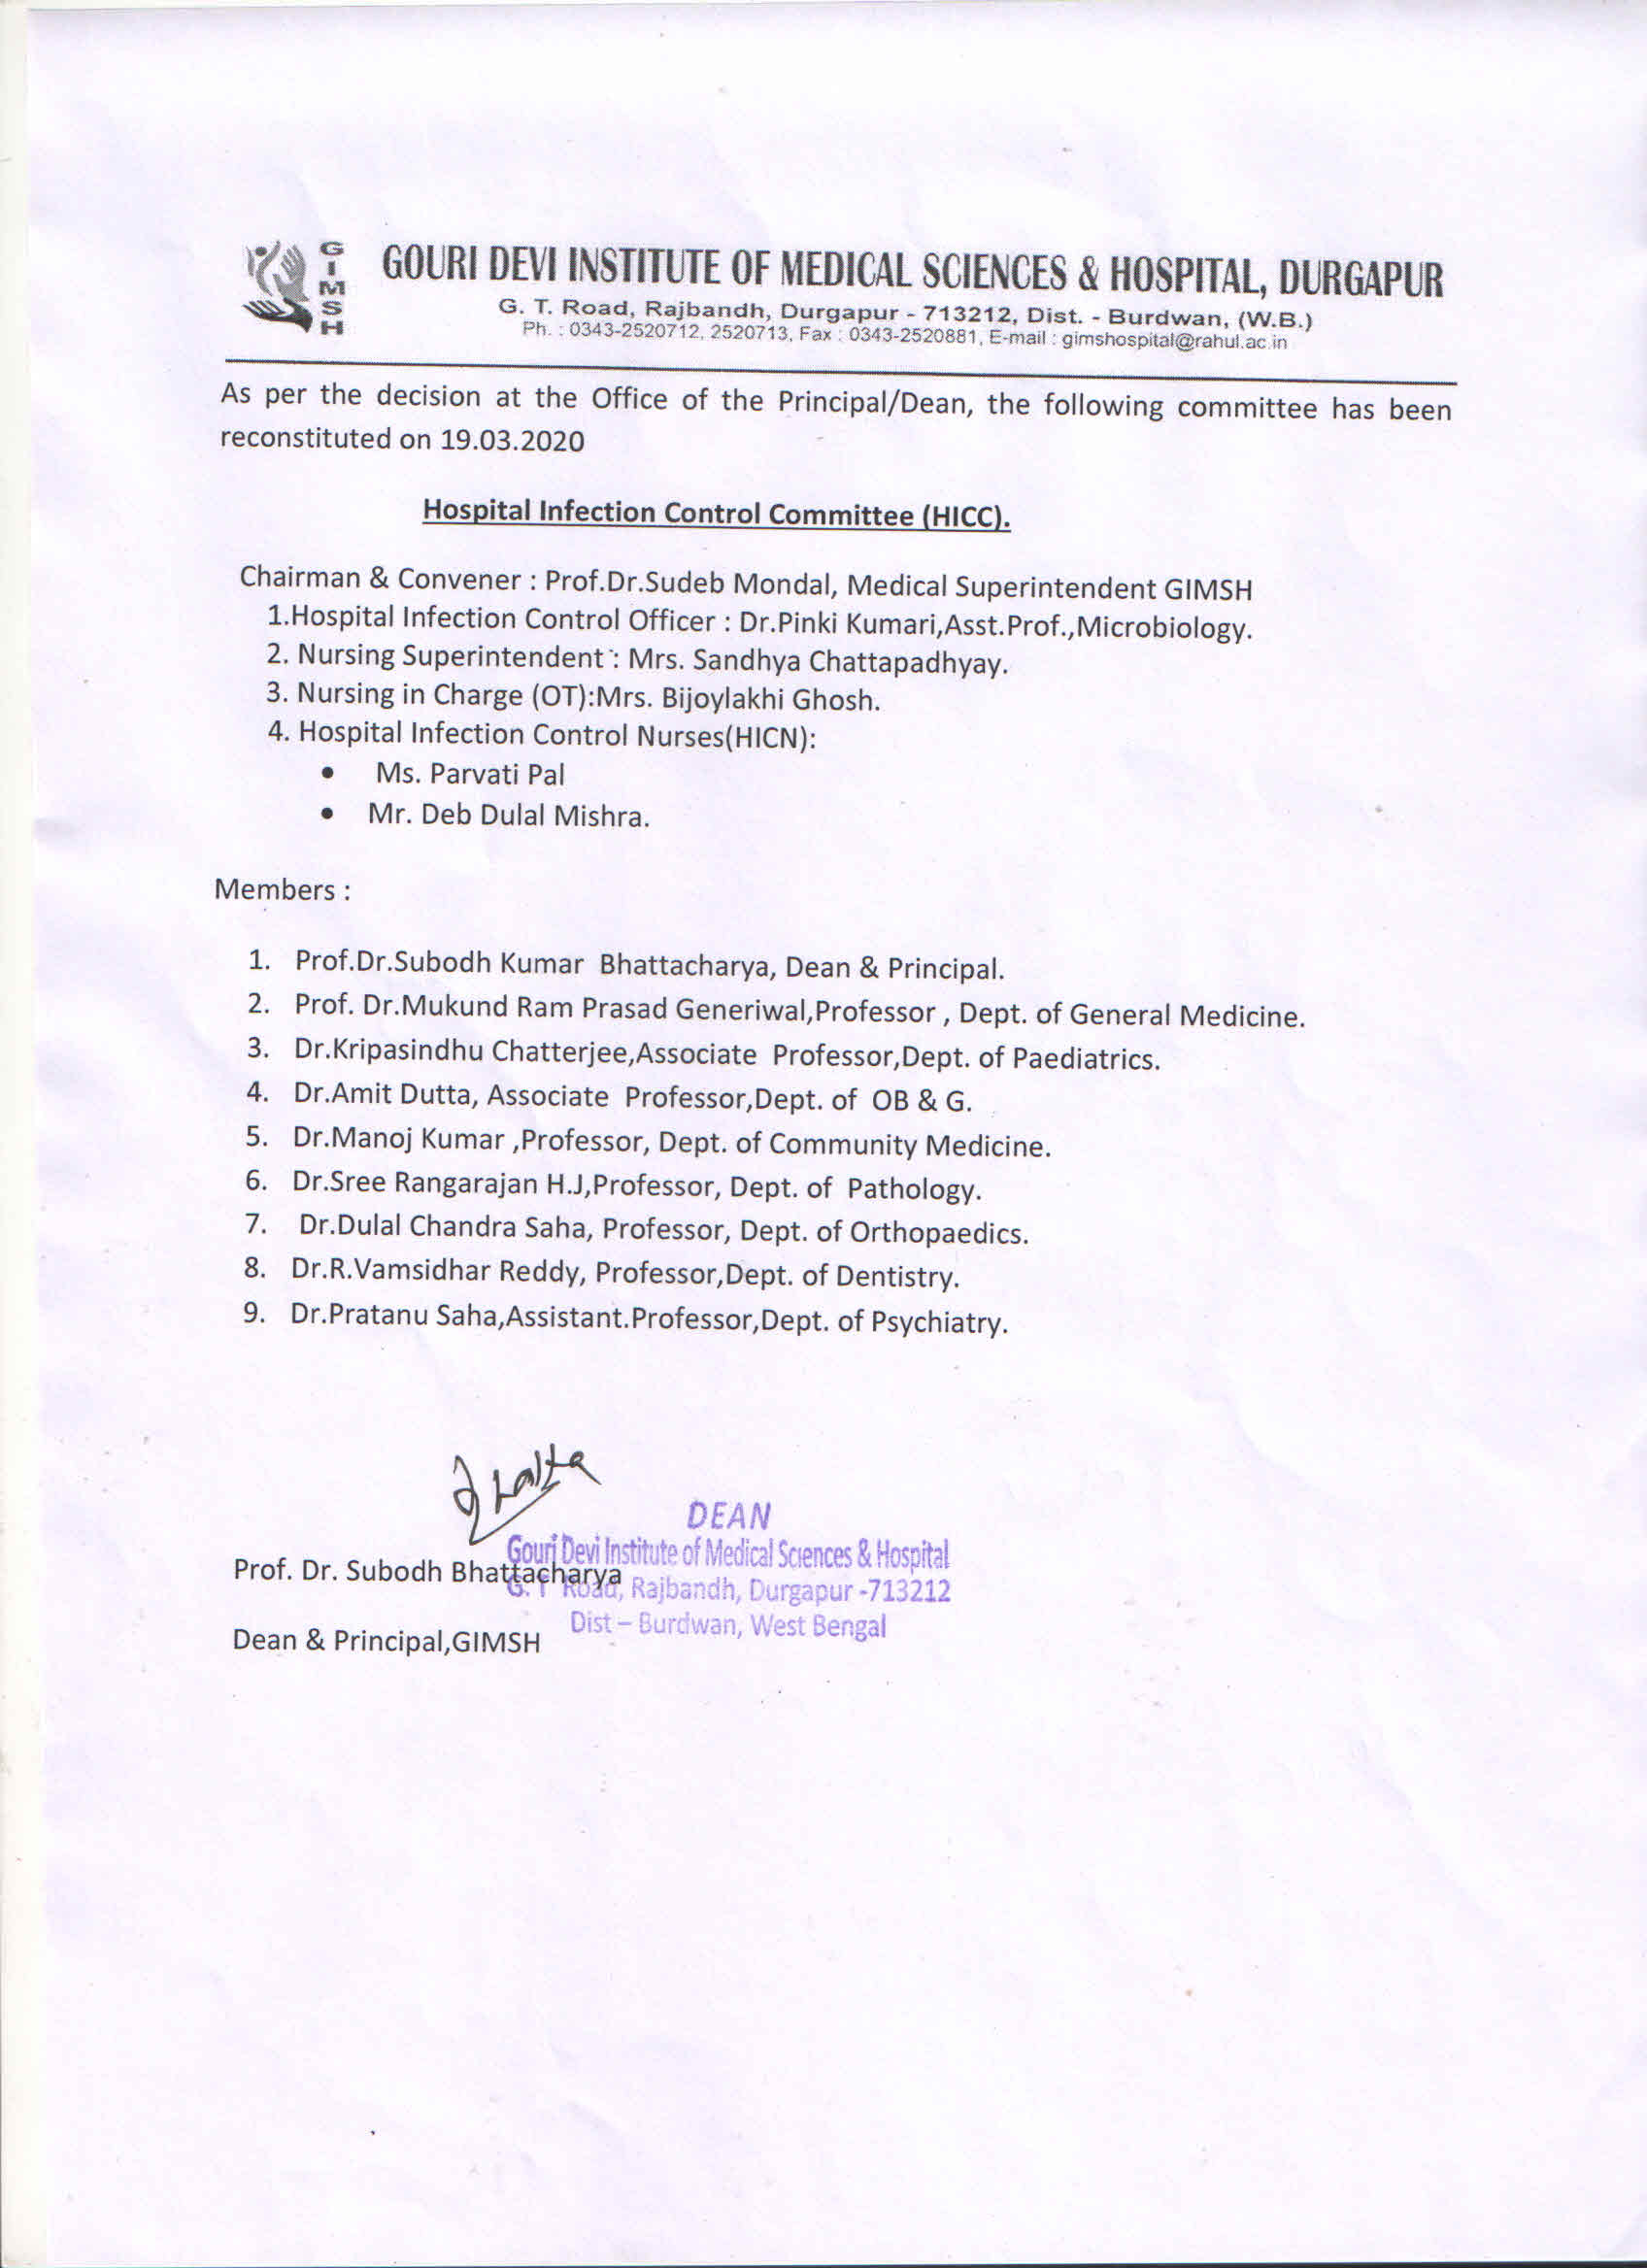 GIMSH
GOURI DEVI INSTITUTE OF MEDICAL SCIENCES & HOSPITAL, DURGAPUR
G. T. Road, Rajbandh, Durgapur - 713212, Dist. - Burdwan, (W.B.)
Ph. : 0343-2520712, 2520713, Fax : 0343-2520881, E-mail : gimshospital@rahul.ac.in
As per the decision at the Office of the Principal/Dean, the following committee has been
reconstituted on 19.03.2020
Hospital Infection Control Committee (HICC).
Chairman & Convener : Prof.Dr.Sudeb Mondal, Medical Superintendent GIMSH
1.Hospital Infection Control Officer : Dr.Pinki Kumari,Asst.Prof.,Microbiology.
2. Nursing Superintendent : Mrs. Sandhya Chattapadhyay.
3. Nursing in Charge (OT):Mrs. Bijoylakhi Ghosh.
4. Hospital Infection Control Nurses(HICN):
• Ms. Parvati Pal
• Mr. Deb Dulal Mishra.
Members :
1. Prof.Dr.Subodh Kumar Bhattacharya, Dean & Principal.
2. Prof. Dr.Mukund Ram Prasad Generiwal,Professor , Dept. of General Medicine.
3. Dr.Kripasindhu Chatterjee,Associate Professor,Dept. of Paediatrics.
4. Dr.Amit Dutta, Associate Professor,Dept. of OB & G.
5. Dr.Manoj Kumar ,Professor, Dept. of Community Medicine.
6. Dr.Sree Rangarajan H.J,Professor, Dept. of Pathology.
7. Dr.Dulal Chandra Saha, Professor, Dept. of Orthopaedics.
8. Dr.R.Vamsidhar Reddy, Professor,Dept. of Dentistry.
9. Dr.Pratanu Saha,Assistant.Professor,Dept. of Psychiatry.
DEAN
Gouri Devi Institute of Medical Sciences & Hospital
G. T Road, Rajbandh, Durgapur -713212
Dist – Burdwan, West Bengal
Prof. Dr. Subodh Bhattacharya
Dean & Principal,GIMSH